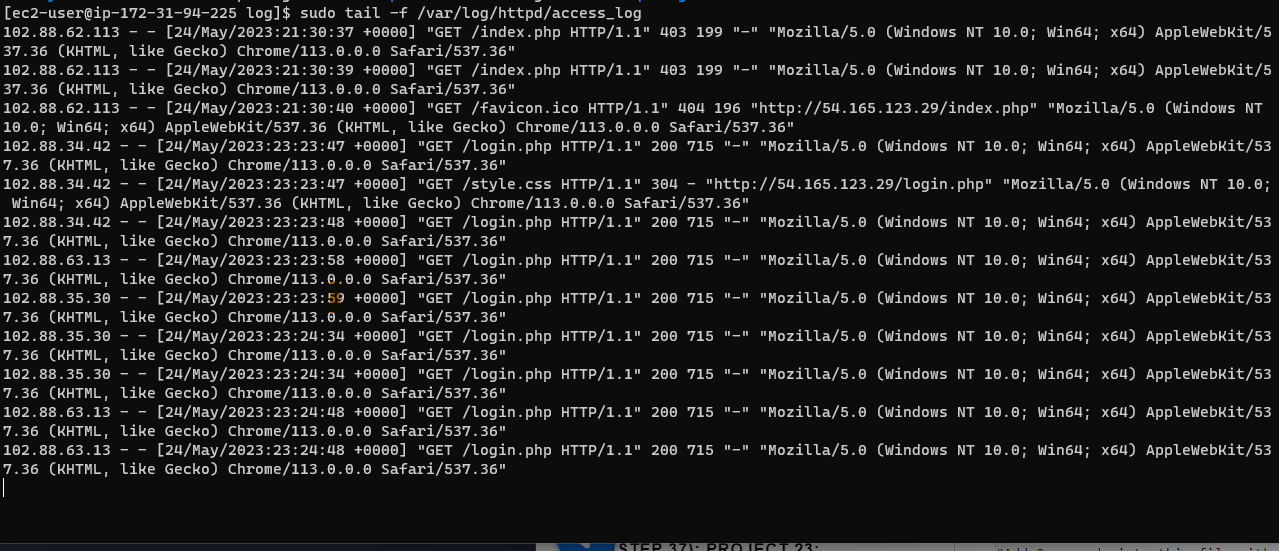 [ec2-user@ip-172-31-94-225 log]$ sudo tail -f /var/log/httpd/access_log
102.88.62.113 - - [24/May/2023:21:30:37 +0000] "GET /index.php HTTP/1.1" 403 199 "-" "Mozilla/5.0 (Windows NT 10.0; Win64; x64) AppleWebKit/5
37.36 (KHTML, like Gecko) Chrome/113.0.0.0 Safari/537.36"
102.88.62.113 - - [24/May/2023:21:30:39 +0000] "GET /index.php HTTP/1.1" 403 199 "-" "Mozilla/5.0 (Windows NT 10.0; Win64; x64) AppleWebKit/5
37.36 (KHTML, like Gecko) Chrome/113.0.0.0 Safari/537.36"
102.88.62.113 - - [24/May/2023:21:30:40 +0000] "GET /favicon.ico HTTP/1.1" 404 196 "http://54.165.123.29/index.php" "Mozilla/5.0 (Windows NT
10.0; Win64; x64) AppleWebKit/537.36 (KHTML, like Gecko) Chrome/113.0.0.0 Safari/537.36"
102.88.34.42 - - [24/May/2023:23:23:47 +0000] "GET /login.php HTTP/1.1" 200 715 "-" "Mozilla/5.0 (Windows NT 10.0; Win64; x64) AppleWebKit/53
7.36 (KHTML, like Gecko) Chrome/113.0.0.0 Safari/537.36"
102.88.34.42 - - [24/May/2023:23:23:47 +0000] "GET /style.css HTTP/1.1" 304 - "http://54.165.123.29/login.php" "Mozilla/5.0 (Windows NT 10.0;
Win64; x64) AppleWebKit/537.36 (KHTML, like Gecko) Chrome/113.0.0.0 Safari/537.36"
102.88.34.42 - - [24/May/2023:23:23:48 +0000] "GET /login.php HTTP/1.1" 200 715 "-" "Mozilla/5.0 (Windows NT 10.0; Win64; x64) AppleWebKit/53
7.36 (KHTML, like Gecko) Chrome/113.0.0.0 Safari/537.36"
102.88.63.13 - - [24/May/2023:23:23:58 +0000] "GET /login.php HTTP/1.1" 200 715 "-" "Mozilla/5.0 (Windows NT 10.0; Win64; x64) AppleWebKit/53
7.36 (KHTML, like Gecko) Chrome/113.0.0.0 Safari/537.36"
102.88.35.30 - - [24/May/2023:23:23:59 +0000] "GET /login.php HTTP/1.1" 200 715 "-" "Mozilla/5.0 (Windows NT 10.0; Win64; x64) AppleWebKit/53
7.36 (KHTML, like Gecko) Chrome/113.0.0.0 Safari/537.36"
102.88.35.30 - - [24/May/2023:23:24:34 +0000] "GET /login.php HTTP/1.1" 200 715 "-" "Mozilla/5.0 (Windows NT 10.0; Win64; x64) AppleWebKit/53
7.36 (KHTML, like Gecko) Chrome/113.0.0.0 Safari/537.36"
102.88.35.30 - - [24/May/2023:23:24:34 +0000] "GET /login.php HTTP/1.1" 200 715 "-" "Mozilla/5.0 (Windows NT 10.0; Win64; x64) AppleWebKit/53
7.36 (KHTML, like Gecko) Chrome/113.0.0.0 Safari/537.36"
102.88.63.13 - - [24/May/2023:23:24:48 +0000] "GET /login.php HTTP/1.1" 200 715 "-" "Mozilla/5.0 (Windows NT 10.0; Win64; x64) AppleWebKit/53
7.36 (KHTML, like Gecko) Chrome/113.0.0.0 Safari/537.36"
102.88.63.13 - - [24/May/2023:23:24:48 +0000] "GET /login.php HTTP/1.1" 200 715 "-" "Mozilla/5.0 (Windows NT 10.0; Win64; x64) AppleWebKit/53
7.36 (KHTML, like Gecko) Chrome/113.0.0.0 Safari/537.36"
STEP 37): PROJECT 23: